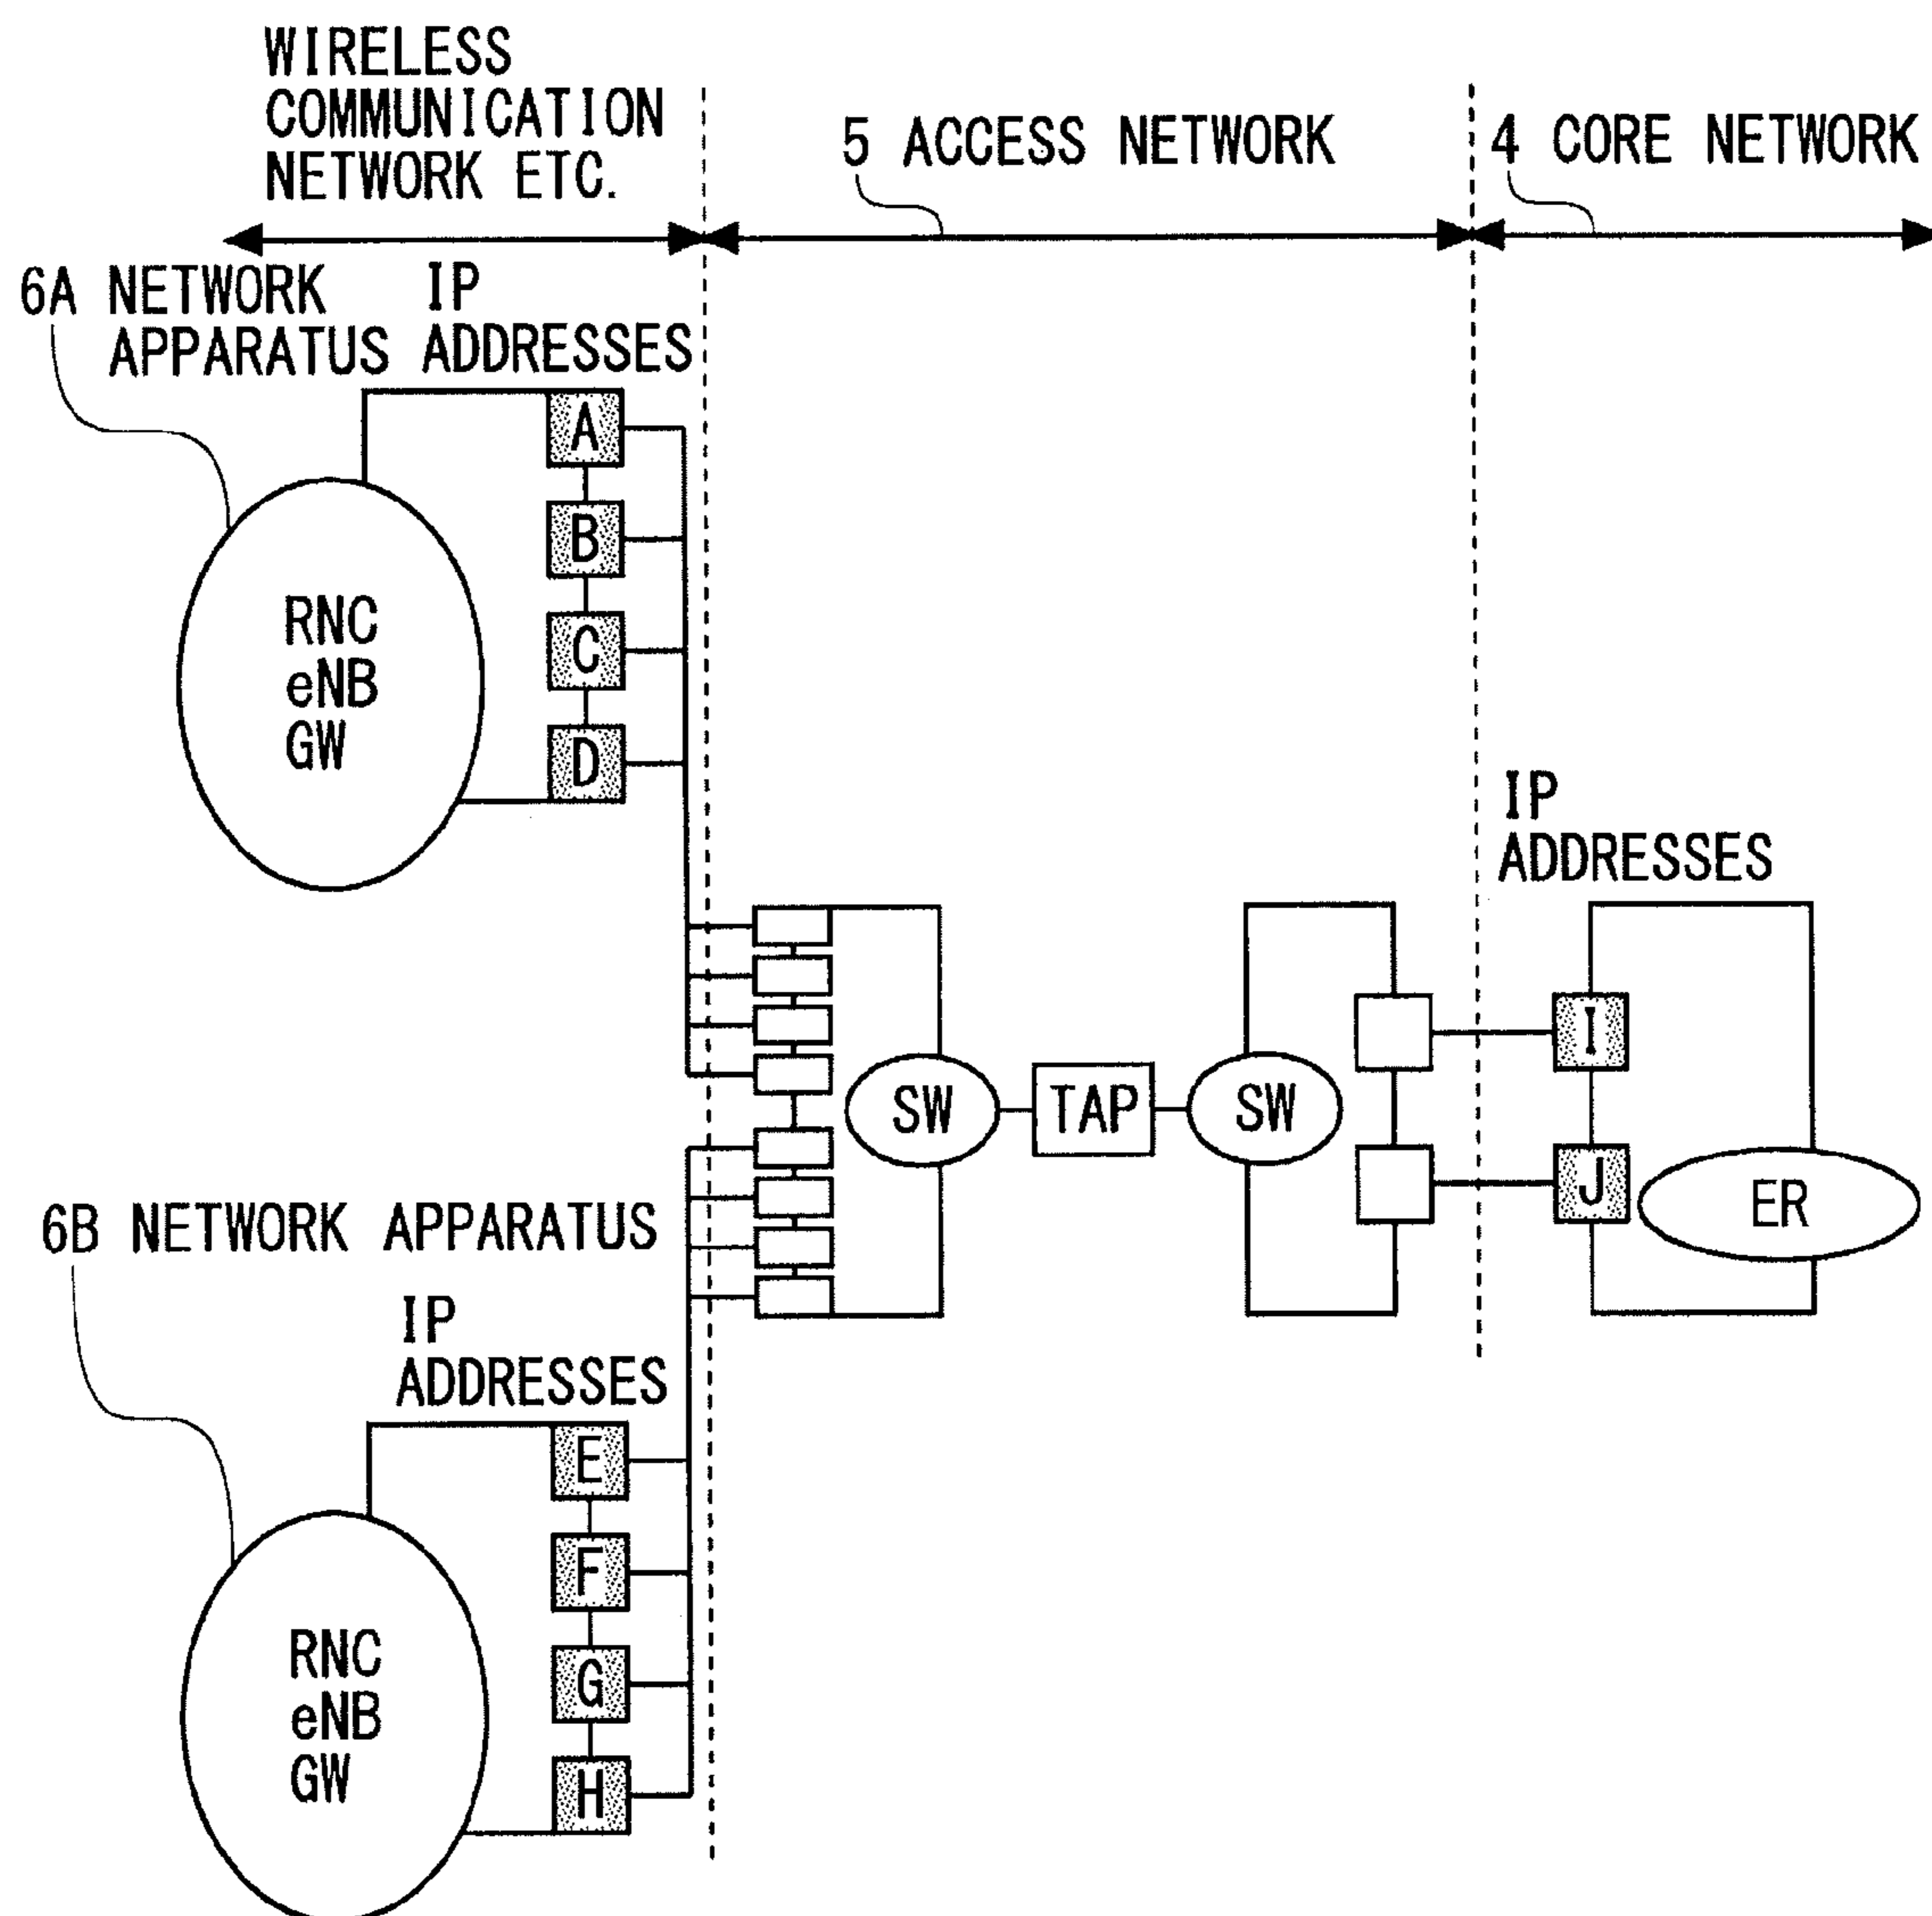 WIRELESS
COMMUNICATION
NETWORK ETC.
5 ACCESS NETWORK
4 CORE NETWORK
6A NETWORK
APPARATUS
IP
ADDRESSES
A
B
C
D
RNC
eNB
GW
IP
ADDRESSES
SW
TAP
SW
I
J
ER
6B NETWORK APPARATUS
IP
ADDRESSES
E
F
G
H
RNC
eNB
GW